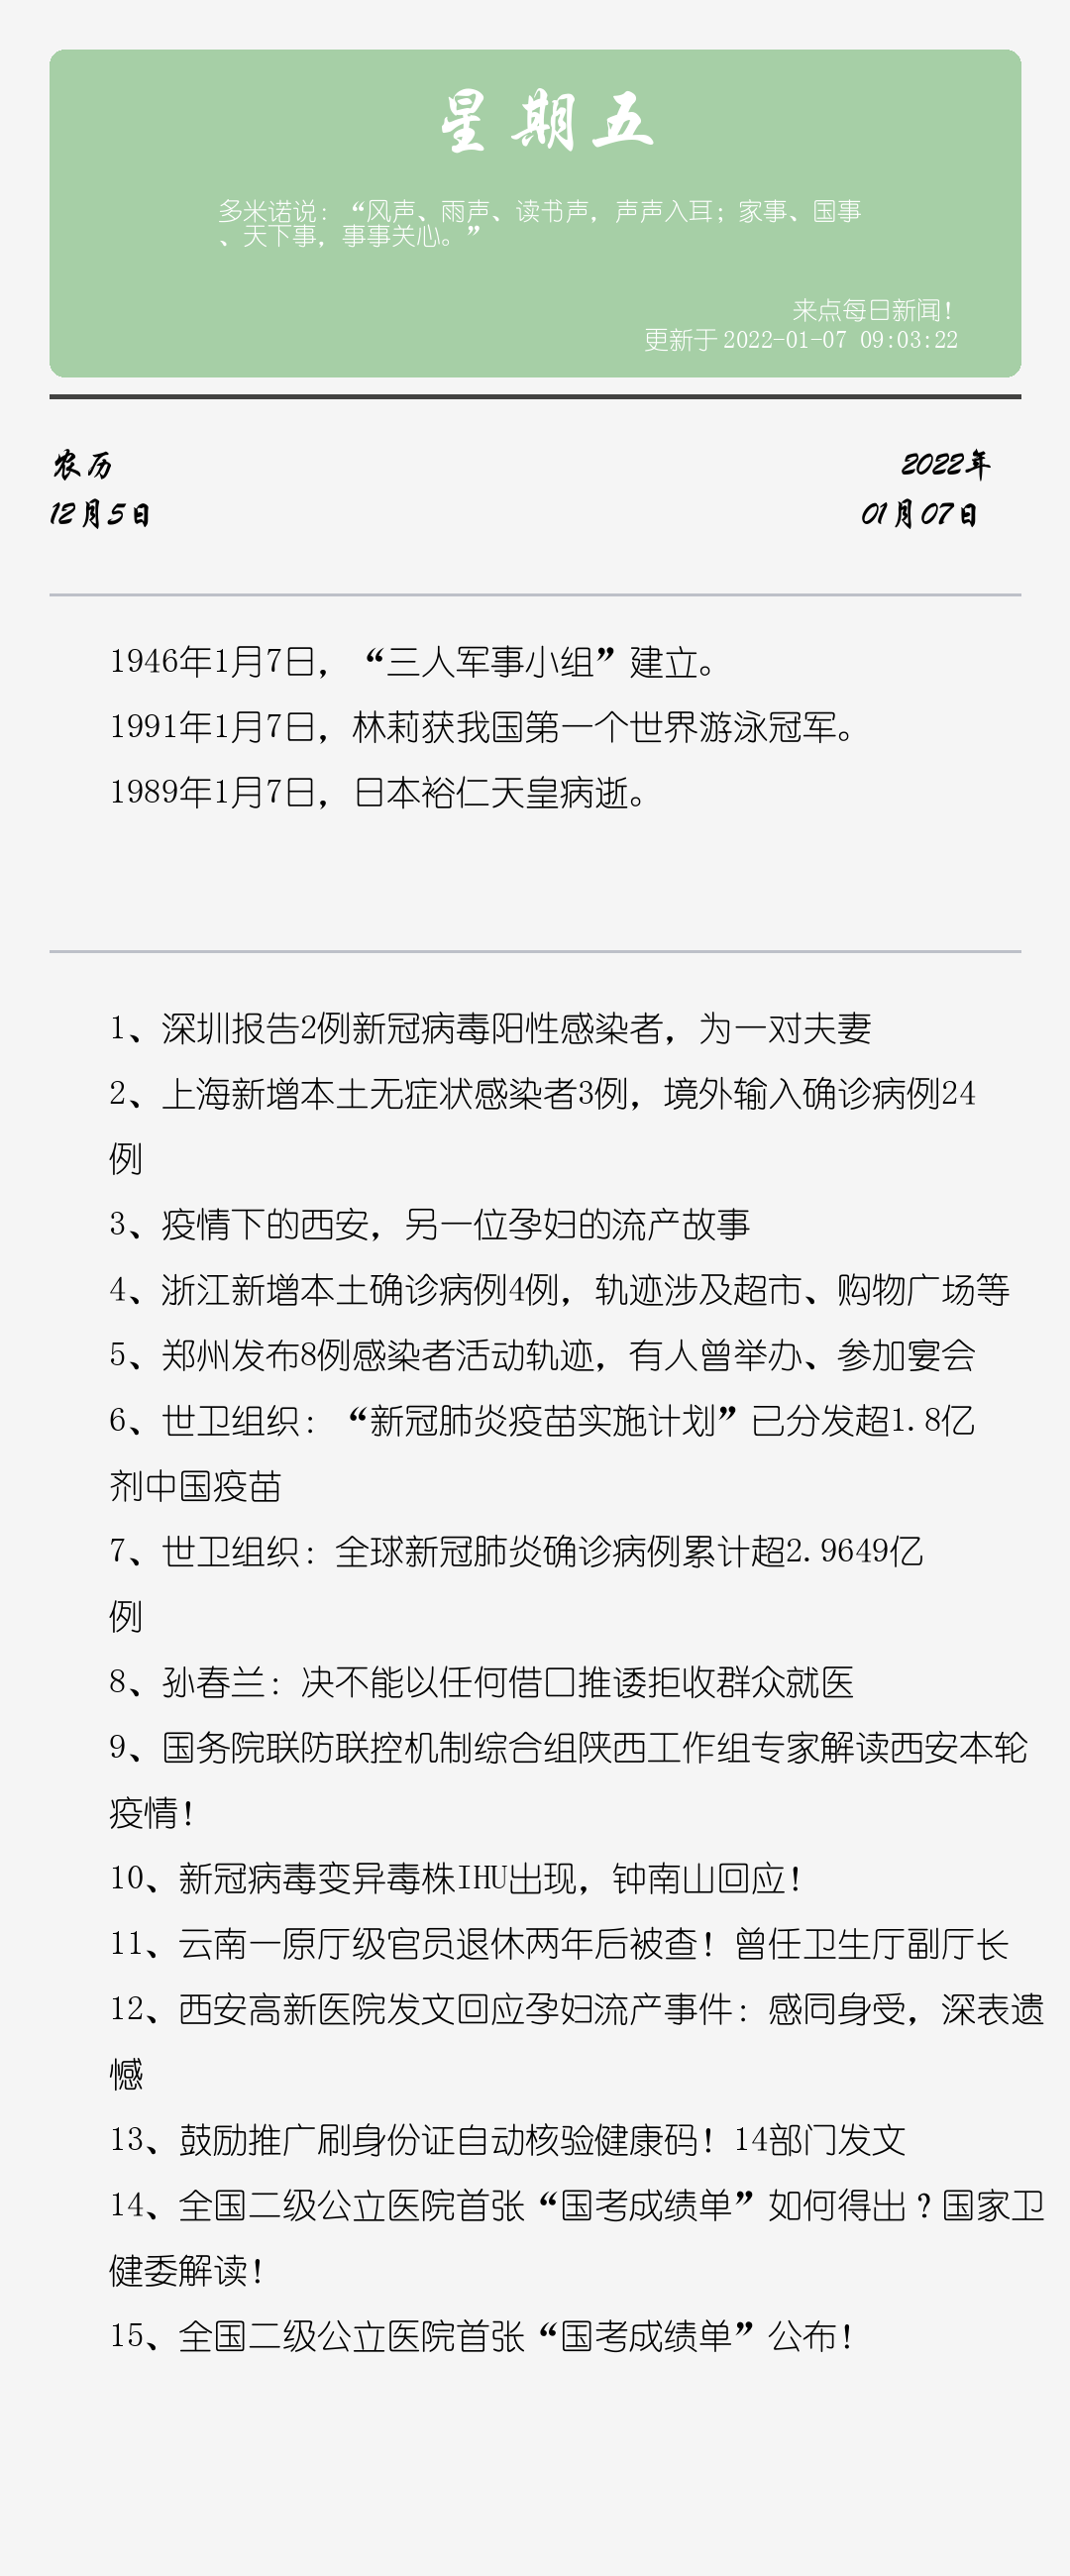 星期五
多米诺说：“风声、雨声、读书声，声声入耳；家事、国事
、天下事，事事关心。”
来点每日新闻！
更新于 2022-01-07 09:03:22
农历
2022年
12月5日
01月07日
1946年1月7日，“三人军事小组”建立。
1991年1月7日，林莉获我国第一个世界游泳冠军。
1989年1月7日，日本裕仁天皇病逝。
1、深圳报告2例新冠病毒阳性感染者，为一对夫妻
2、上海新增本土无症状感染者3例，境外输入确诊病例24
例
3、疫情下的西安，另一位孕妇的流产故事
4、浙江新增本土确诊病例4例，轨迹涉及超市、购物广场等
5、郑州发布8例感染者活动轨迹，有人曾举办、参加宴会
6、世卫组织：“新冠肺炎疫苗实施计划”已分发超1.8亿
剂中国疫苗
7、世卫组织：全球新冠肺炎确诊病例累计超2.9649亿
例
8、孙春兰：决不能以任何借口推诿拒收群众就医
9、国务院联防联控机制综合组陕西工作组专家解读西安本轮
疫情！
10、新冠病毒变异毒株IHU出现，钟南山回应！
11、云南一原厅级官员退休两年后被查！曾任卫生厅副厅长
12、西安高新医院发文回应孕妇流产事件：感同身受，深表遗
憾
13、鼓励推广刷身份证自动核验健康码！14部门发文
14、全国二级公立医院首张“国考成绩单”如何得出？国家卫
健委解读！
15、全国二级公立医院首张“国考成绩单”公布！